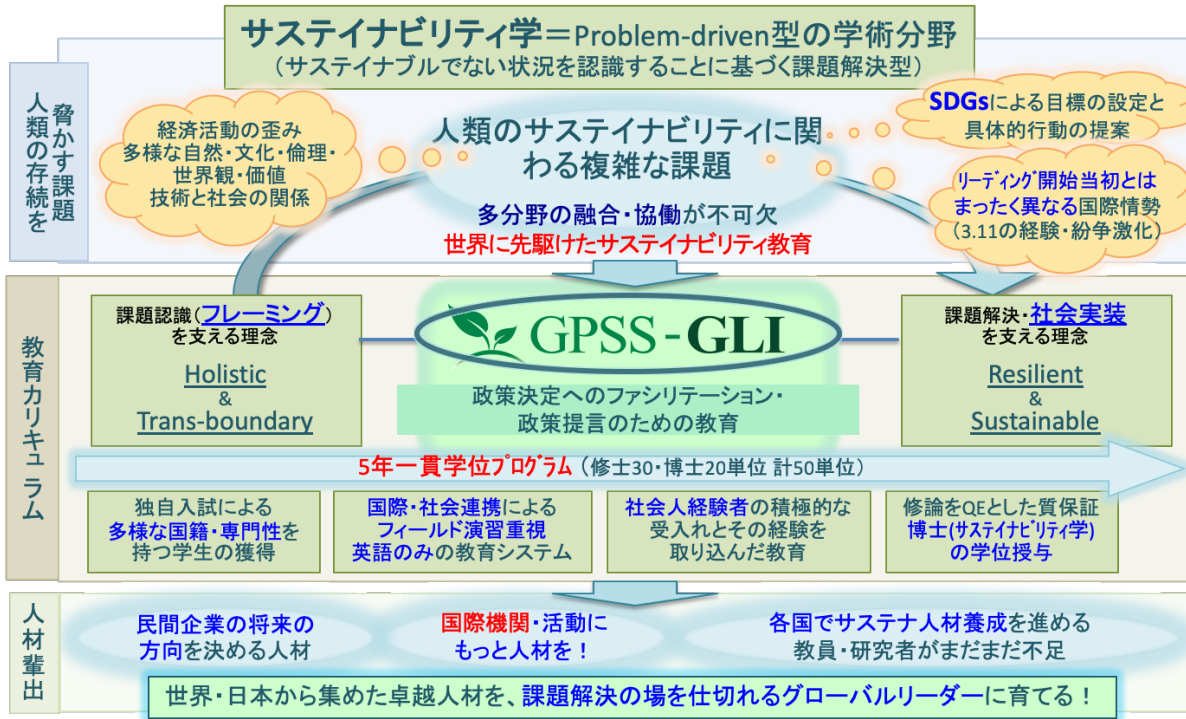 サステイナビリティ学＝Problem-driven型の学術分野
（サステイナブルでない状況を認識することに基づく課題解決型）
人類の存続を
脅かす課題
経済活動の歪み
多様な自然・文化・倫理・
世界観・価値
技術と社会の関係
人類のサステイナビリティに関
わる複雑な課題
多分野の融合・協働が不可欠
世界に先駆けたサステイナビリティ教育
SDGsによる目標の設定と
具体的行動の提案
リーディング開始当初とは
まったく異なる国際情勢
（3.11の経験・紛争激化）
教育カリキュラム
課題認識（フレーミング）
を支える理念
Holistic
&
Trans-boundary
GPSS - GLI
政策決定へのファシリテーション・
政策提言のための教育
課題解決・社会実装
を支える理念
Resilient
&
Sustainable
5年一貫学位プログラム（修士30・博士20単位 計50単位）
独自入試による
多様な国籍・専門性を
持つ学生の獲得
国際・社会連携による
フィールド演習重視
英語のみの教育システム
社会人経験者の積極的な
受入れとその経験を
取り込んだ教育
修論をQEとした質保証
博士(サステイナビリティ学)
の学位授与
人材輩出
民間企業の将来の
方向を決める人材
国際機関・活動に
もっと人材を！
各国でサステナ人材養成を進める
教員・研究者がまだまだ不足
世界・日本から集めた卓越人材を、課題解決の場を仕切れるグローバルリーダーに育てる！